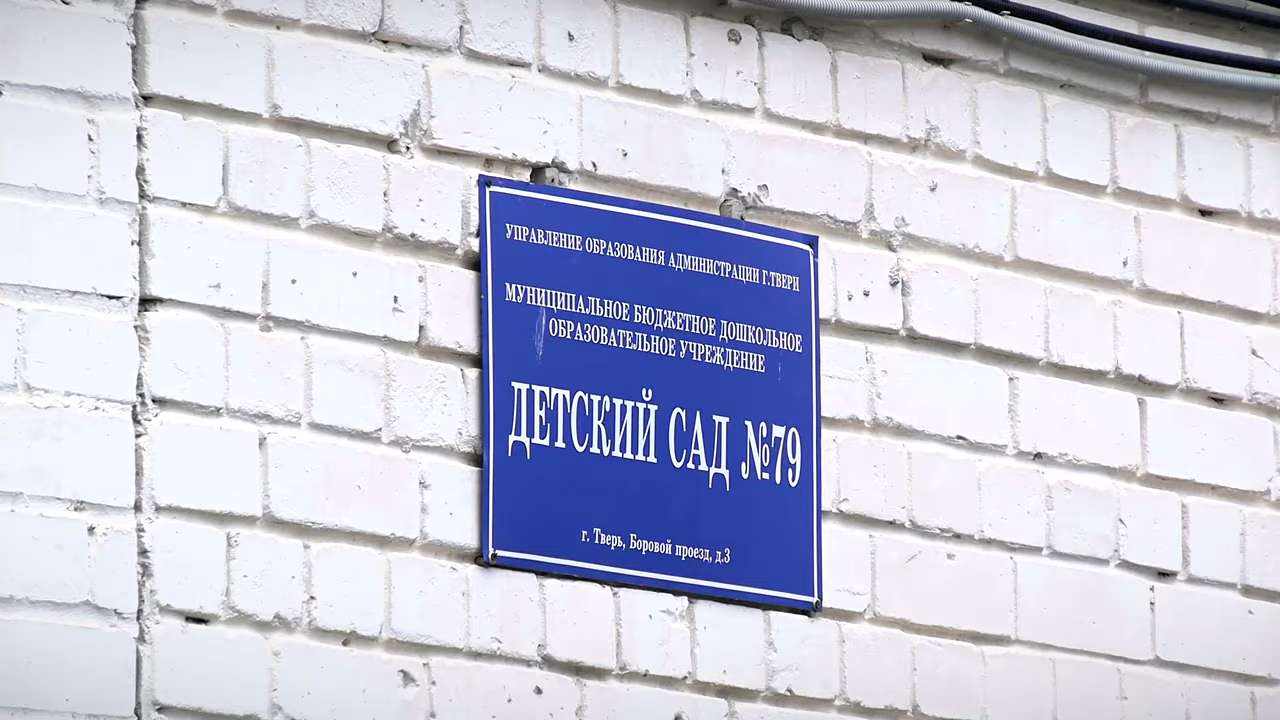 УПРАВЛЕНИЕ ОБРАЗОВАНИЯ АДМИНИСТРАЦИИ Г.ТВЕРИ
МУНИЦИПАЛЬНОЕ БЮДЖЕТНОЕ ДОШКОЛЬНОЕ
ОБРАЗОВАТЕЛЬНОЕ УЧРЕЖДЕНИЕ
ДЕТСКИЙ САД №79
г. Тверь, Боровой проезд, д.3